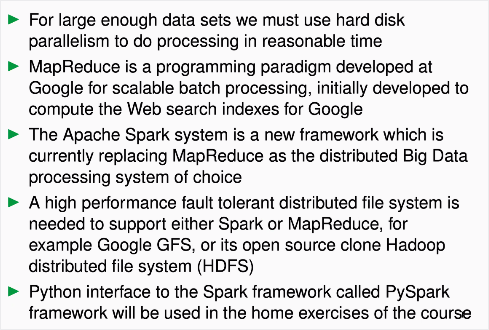 For large enough data sets we must use hard disk
parallelism to do processing in reasonable time
MapReduce is a programming paradigm developed at
Google for scalable batch processing, initially developed to
compute the Web search indexes for Google
The Apache Spark system is a new framework which is
currently replacing MapReduce as the distributed Big Data
processing system of choice
A high performance fault tolerant distributed file system is
needed to support either Spark or MapReduce, for
example Google GFS, or its open source clone Hadoop
distributed file system (HDFS)
Python interface to the Spark framework called PySpark
framework will be used in the home exercises of the course